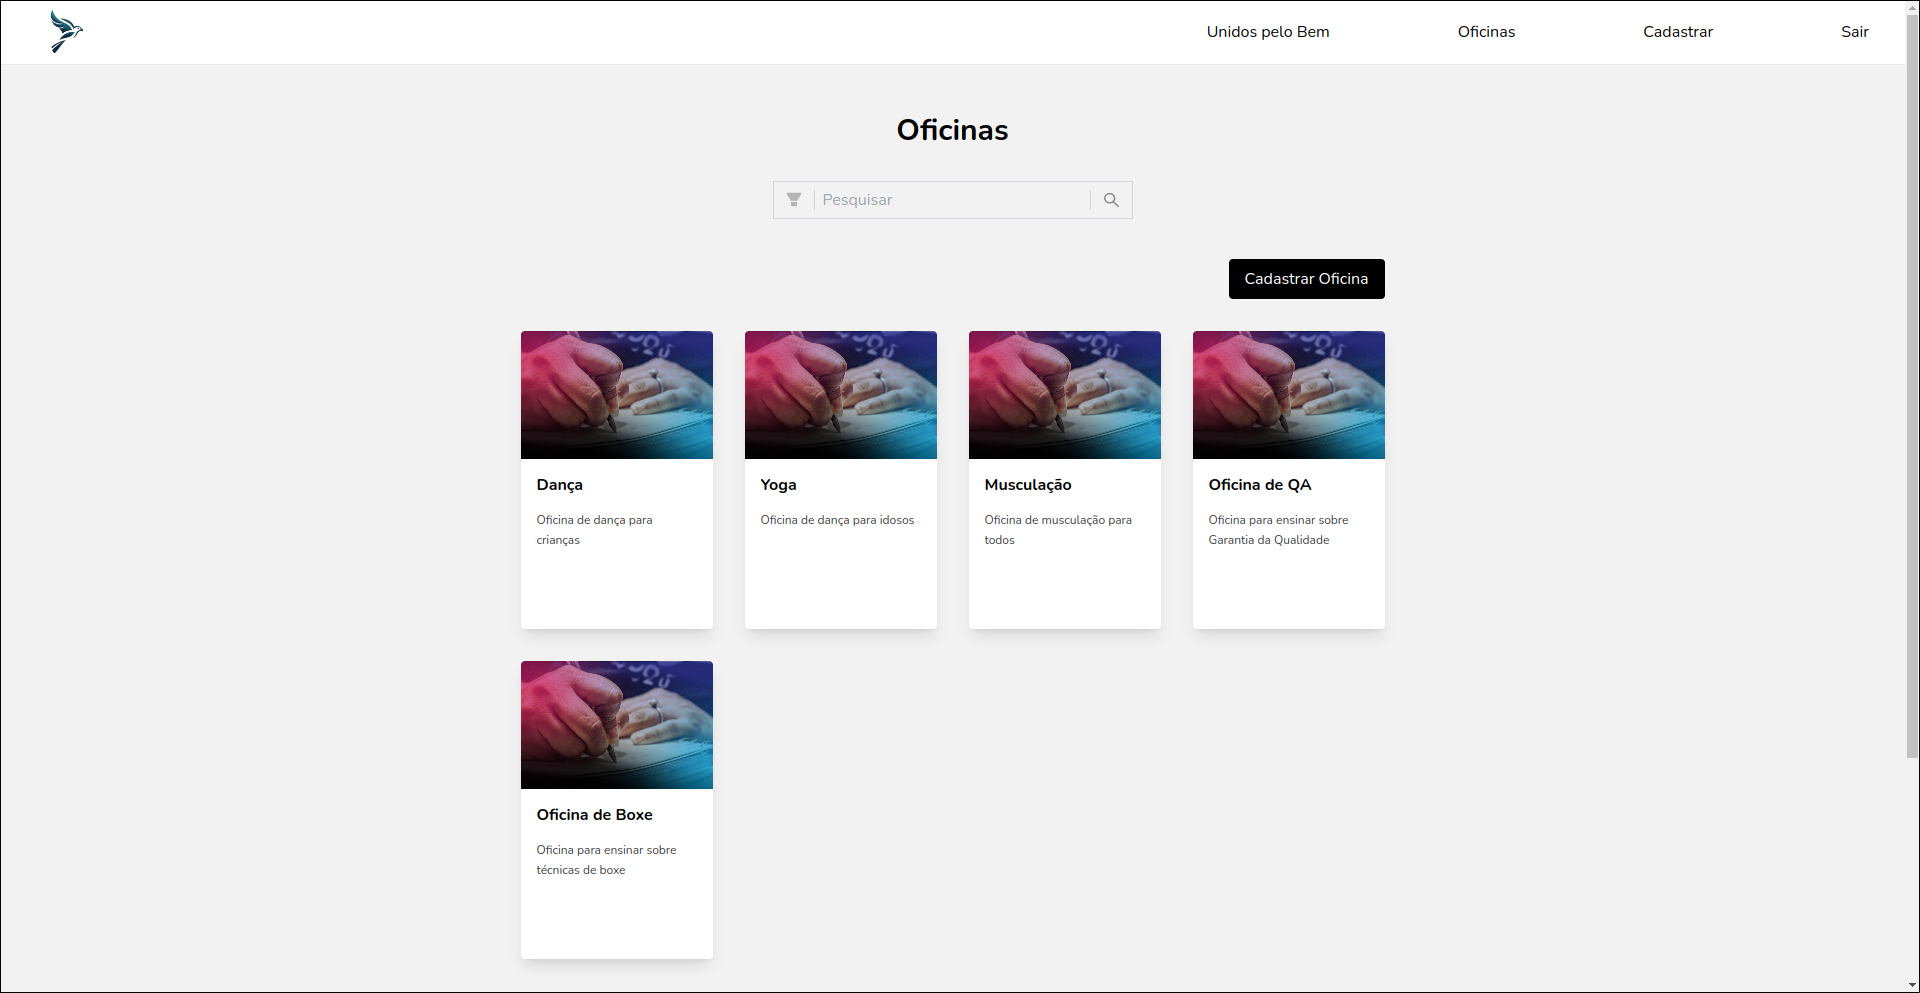 Unidos pelo Bem
Oficinas
Cadastrar
Sair
Oficinas
Pesquisar
Cadastrar Oficina
Dança
Oficina de dança para
crianças
Yoga
Oficina de dança para idosos
Musculação
Oficina de musculação para
todos
Oficina de QA
Oficina para ensinar sobre
Garantia da Qualidade
Oficina de Boxe
Oficina para ensinar sobre
técnicas de boxe